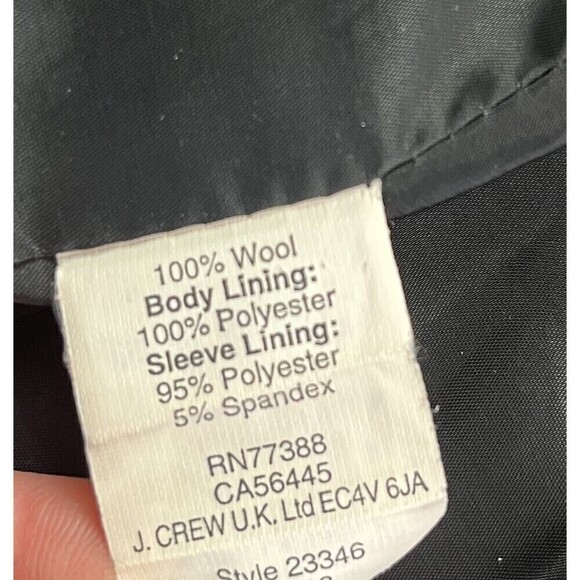 100% Wool
Body Lining:
100% Polyester
Sleeve Lining:
95% Polyester
5% Spandex
RN77388
CA56445
J. CREW U.K. Ltd EC4V 6JA
Style 23346